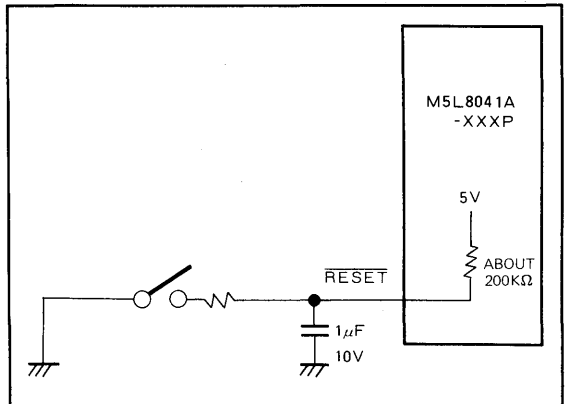 M5L8041A
-XXXP
5V
ABOUT
200KΩ
RESET
1μF
10V